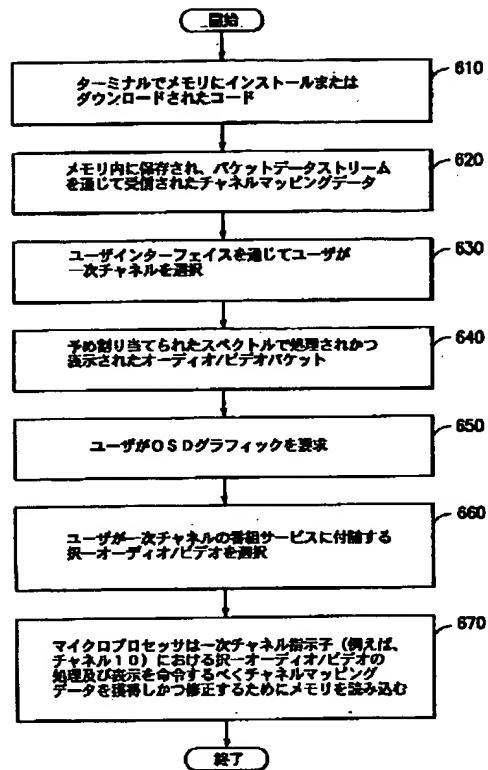 開始
ターミナルでメモリにインストールまたは
ダウンロードされたコード
610
メモリ内に保存され、パケットデータストリーム
を通じて受信されたチャネルマッピングデータ
620
ユーザインターフェイスを通じてユーザが
一次チャネルを選択
630
予め割り当てられたスペクトルで処理されかつ
表示されたオーディオ/ビデオパケット
640
ユーザがOSDグラフィックを要求
650
ユーザが一次チャネルの番組サービスに付随する
択一オーディオ/ビデオを選択
660
マイクロプロセッサは一次チャネル指示子(例えば、
チャネル10)における択一オーディオ/ビデオの
処理及び表示を命令するべくチャネルマッピング
データを獲得しかつ修正するためにメモリを読み込む
670
終了